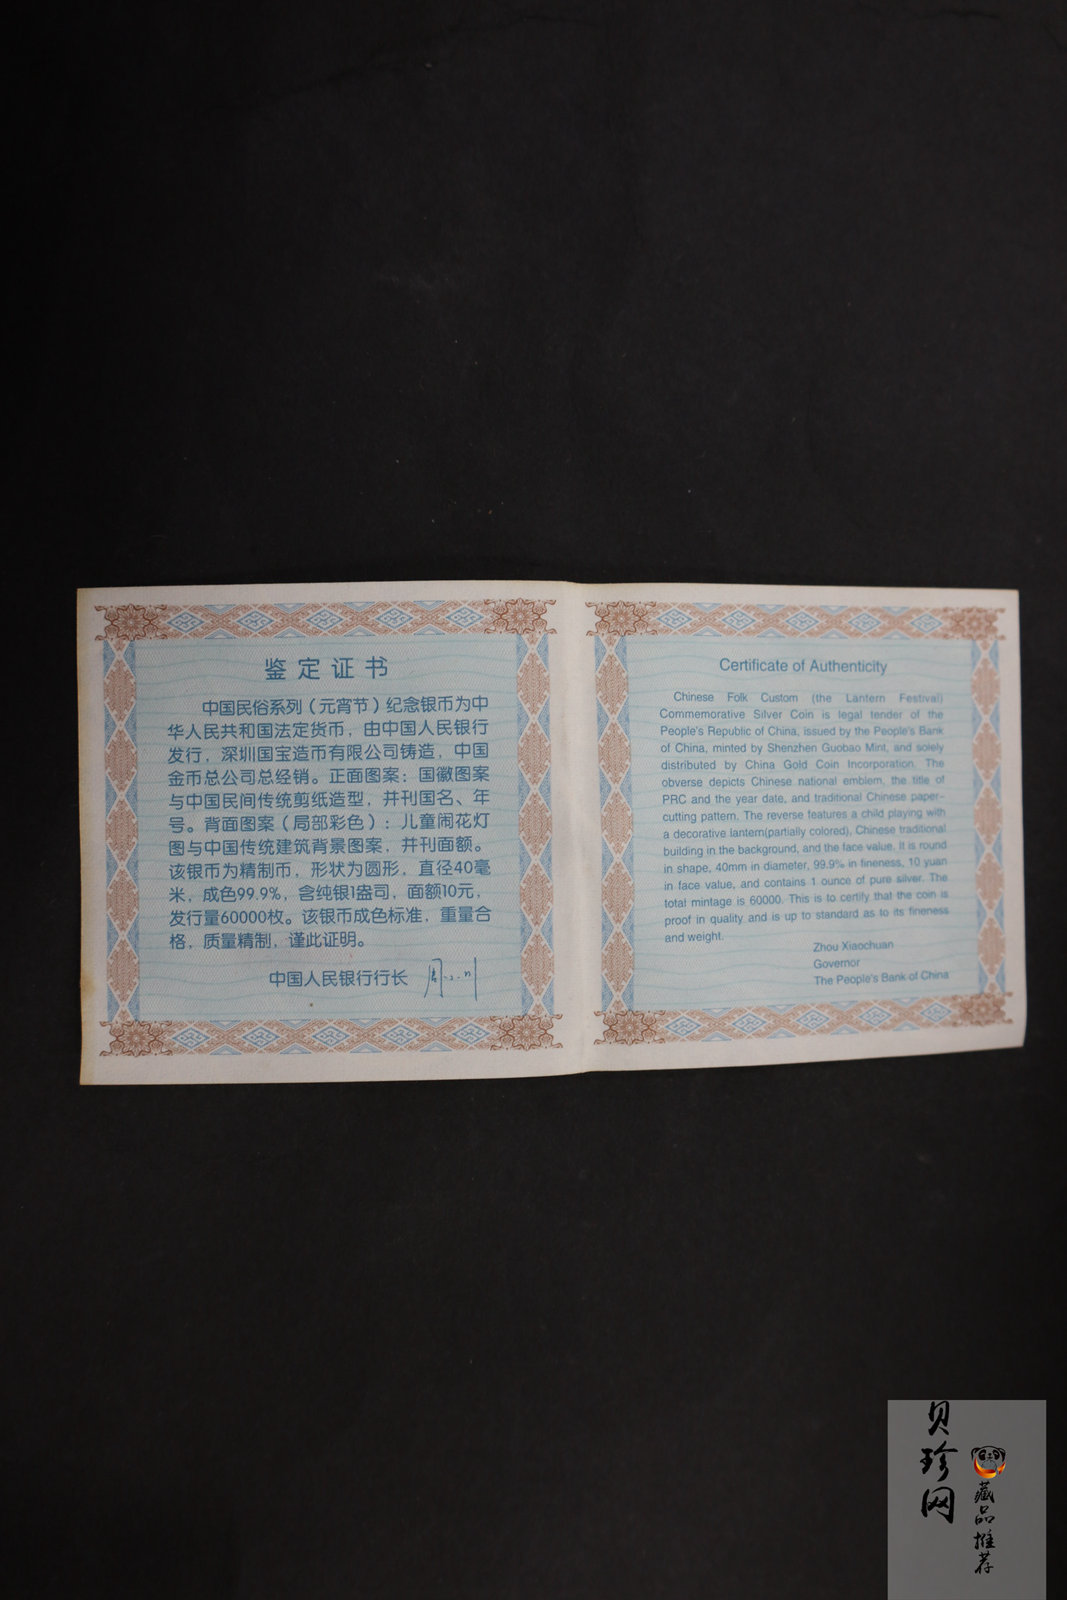 鉴定证书
中国民俗系列（元宵节）纪念银币为中
华人民共和国法定货币，由中国人民银行
发行，深圳国宝造币有限公司铸造，中国
金币总公司总经销。正面图案：国徽图案
与中国民间传统剪纸造型，并刊国名、年
号。背面图案（局部彩色）：儿童闹花灯
图与中国传统建筑背景图案，并刊面额。
该银币为精制币，形状为圆形，直径40毫
米，成色99.9%，含纯银1盎司，面额10元，
发行量60000枚。该银币成色标准，重量合
格，质量精制，谨此证明。
中国人民银行行长
Certificate of Authenticity
Chinese Folk Custom (the Lantern Festival)
Commemorative Silver Coin is legal tender of the
People's Republic of China, issued by the People's Bank
of China, minted by Shenzhen Guobao Mint, and solely
distributed by China Gold Coin Incorporation. The
obverse depicts Chinese national emblem, the title of
PRC and the year date, and traditional Chinese paper-
cutting pattern. The reverse features a child playing with
a decorative lantern(partially colored), Chinese traditional
building in the background, and the face value. It is round
in shape, 40mm in diameter, 99.9% in fineness, 10 yuan
in face value, and contains 1 ounce of pure silver. The
total mintage is 60000. This is to certify that the coin is
proof in quality and is up to standard as to its fineness
and weight.
Zhou Xiaochuan
Governor
The People's Bank of China
贝珍网
藏品推荐